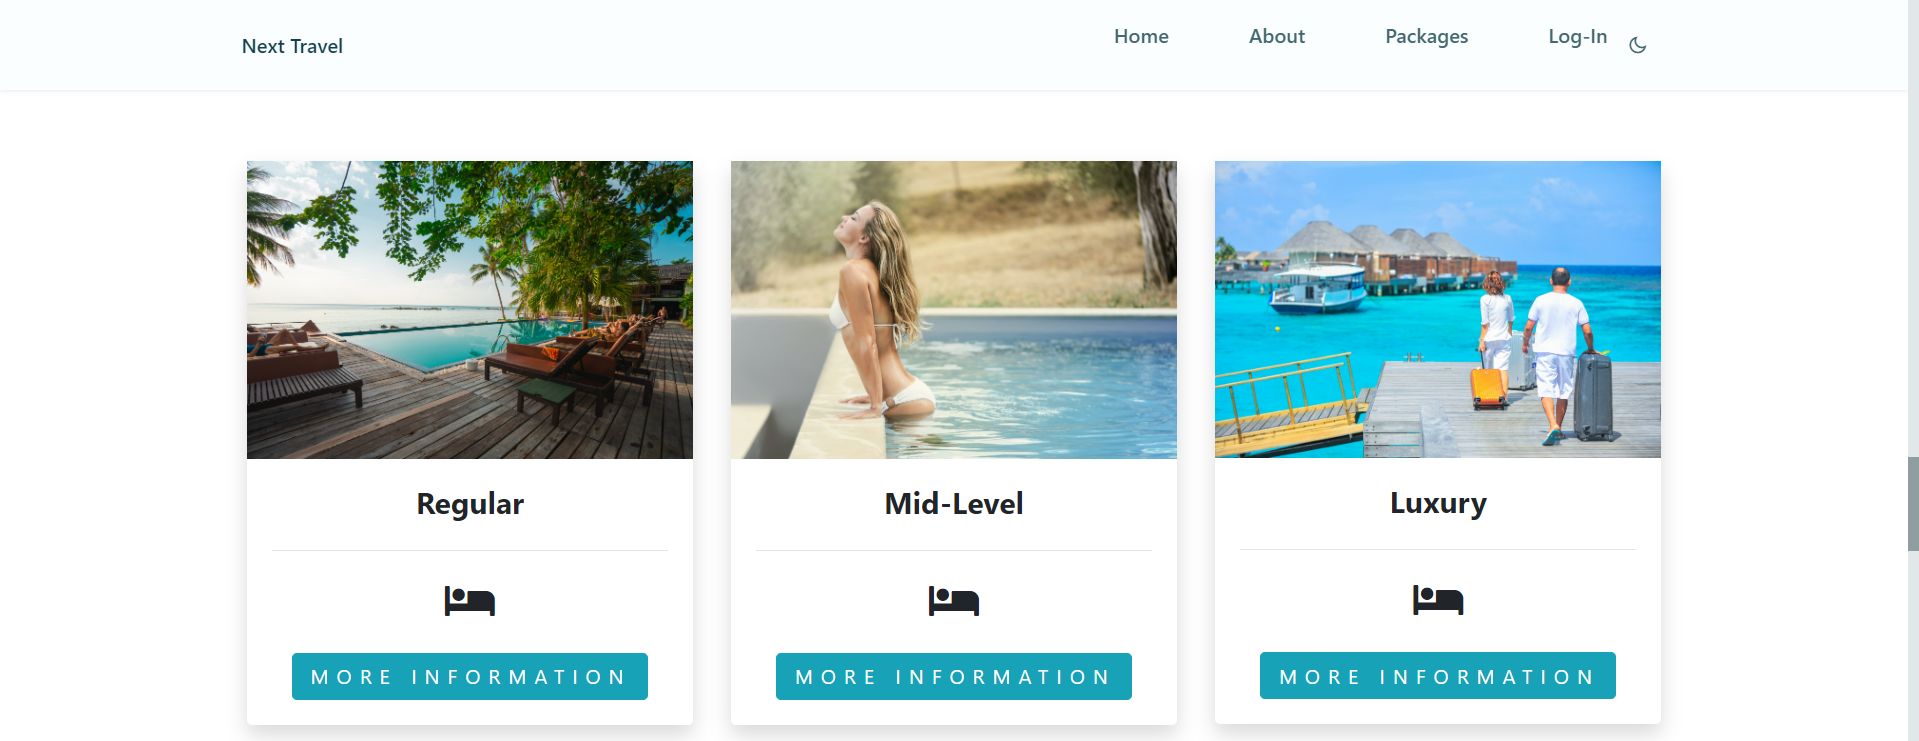 Next Travel
Home
About
Packages
Log-In
Regular
Mid-Level
Luxury
MORE INFORMATION
MORE INFORMATION
MORE INFORMATION